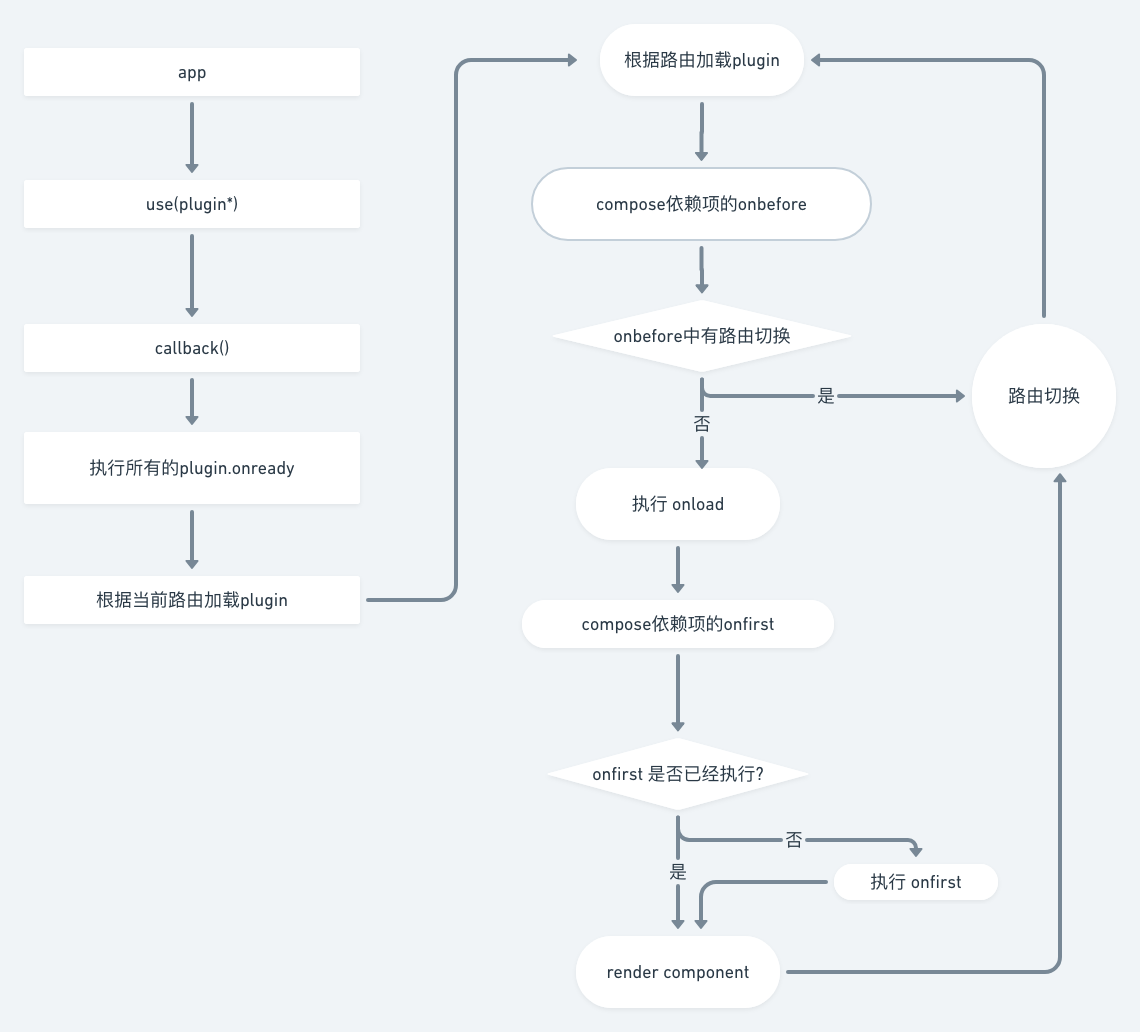 app
use(plugin*)
callback()
执行所有的plugin.onready
根据当前路由加载plugin
根据路由加载plugin
compose依赖项的onbefore
onbefore中有路由切换
是
路由切换
否
执行 onload
compose依赖项的onfirst
onfirst 是否已经执行?
否
是
执行 onfirst
render component